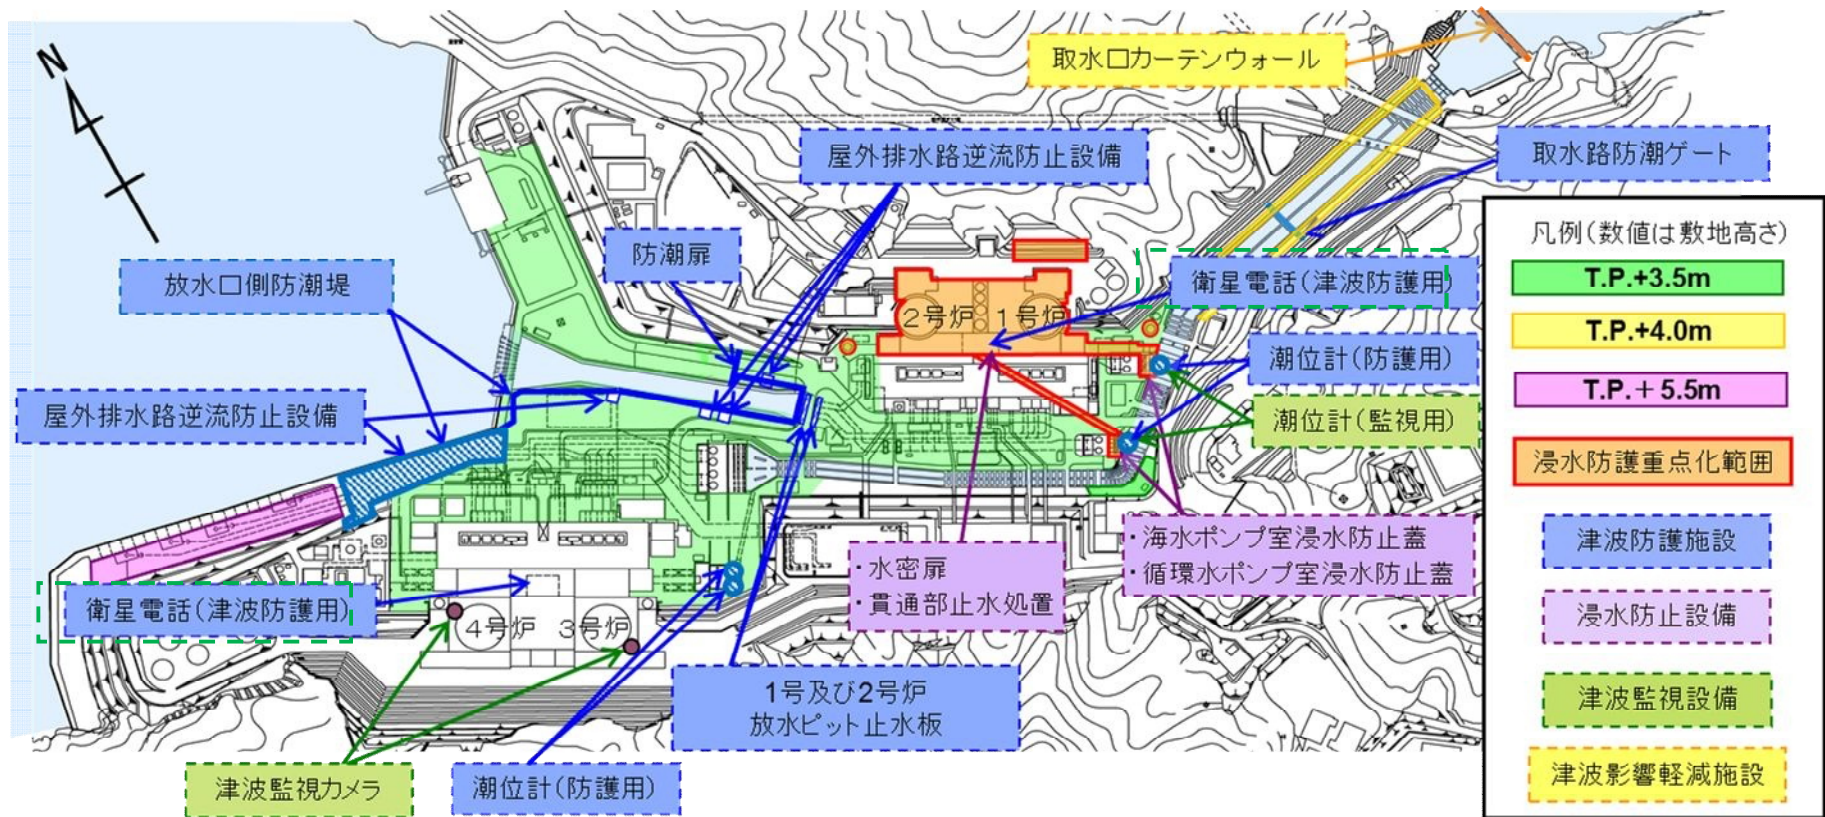 N
取水口カーテンウォール
屋外排水路逆流防止設備
取水路防潮ゲート
防潮扉
放水口側防潮堤
衛星電話(津波防護用)
2号炉 1号炉
潮位計(防護用)
屋外排水路逆流防止設備
潮位計(監視用)
・水密扉
・貫通部止水処置
・海水ポンプ室浸水防止蓋
・循環水ポンプ室浸水防止蓋
衛星電話(津波防護用)
4号炉 3号炉
1号及び2号炉
放水ピット止水板
津波監視カメラ
潮位計(防護用)
凡例(数値は敷地高さ)
T.P.+3.5m
T.P.+4.0m
T.P.+5.5m
浸水防護重点化範囲
津波防護施設
浸水防止設備
津波監視設備
津波影響軽減施設